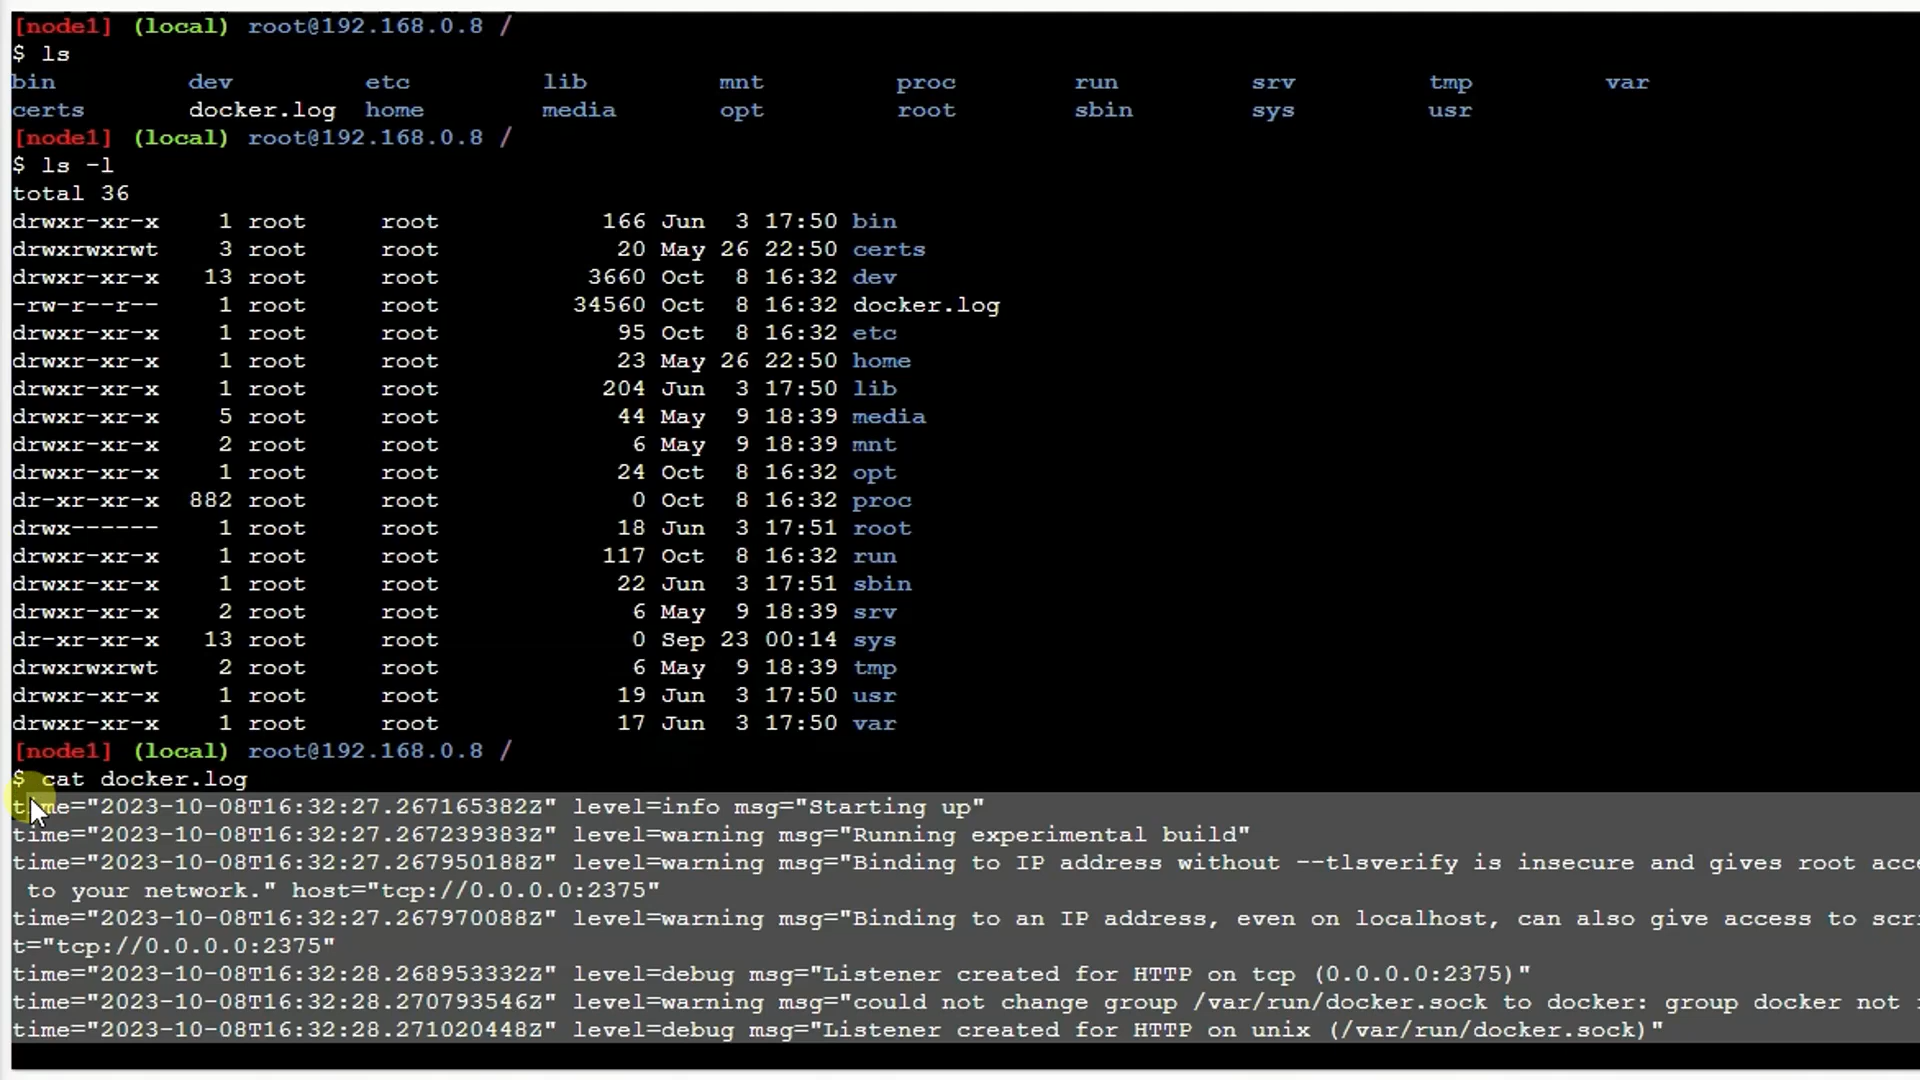 [node1] (local) root@192.168.0.8 /
$ ls
bin dev etc lib mnt proc run srv tmp var
certs docker.log home media opt root sbin sys usr
[node1] (local) root@192.168.0.8 /
$ ls -l
total 36
drwxr-xr-x 1 root root 166 Jun 3 17:50 bin
drwxrwxrwt 3 root root 20 May 26 22:50 certs
drwxr-xr-x 13 root root 3660 Oct 8 16:32 dev
-rw-r--r-- 1 root root 34560 Oct 8 16:32 docker.log
drwxr-xr-x 1 root root 95 Oct 8 16:32 etc
drwxr-xr-x 1 root root 23 May 26 22:50 home
drwxr-xr-x 1 root root 204 Jun 3 17:50 lib
drwxr-xr-x 5 root root 44 May 9 18:39 media
drwxr-xr-x 2 root root 6 May 9 18:39 mnt
drwxr-xr-x 1 root root 24 Oct 8 16:32 opt
dr-xr-xr-x 882 root root 0 Oct 8 16:32 proc
drwx------ 1 root root 18 Jun 3 17:51 root
drwxr-xr-x 1 root root 117 Oct 8 16:32 run
drwxr-xr-x 1 root root 22 Jun 3 17:51 sbin
drwxr-xr-x 2 root root 6 May 9 18:39 srv
dr-xr-xr-x 13 root root 0 Sep 23 00:14 sys
drwxrwxrwt 2 root root 6 May 9 18:39 tmp
drwxr-xr-x 1 root root 19 Jun 3 17:50 usr
drwxr-xr-x 1 root root 17 Jun 3 17:50 var
[node1] (local) root@192.168.0.8 /
$ cat docker.log
time="2023-10-08T16:32:27.267165382Z" level=info msg="Starting up"
time="2023-10-08T16:32:27.267239383Z" level=warning msg="Running experimental build"
time="2023-10-08T16:32:27.267950188Z" level=warning msg="Binding to IP address without --tlsverify is insecure and gives root
to your network." host="tcp://0.0.0.0:2375"
time="2023-10-08T16:32:27.267970088Z" level=warning msg="Binding to an IP address, even on localhost, can also give access to
t="tcp://0.0.0.0:2375"
time="2023-10-08T16:32:28.268953332Z" level=debug msg="Listener created for HTTP on tcp (0.0.0.0:2375)"
time="2023-10-08T16:32:28.270793546Z" level=warning msg="could not change group /var/run/docker.sock to docker: group docker not
time="2023-10-08T16:32:28.271020448Z" level=debug msg="Listener created for HTTP on unix (/var/run/docker.sock)"